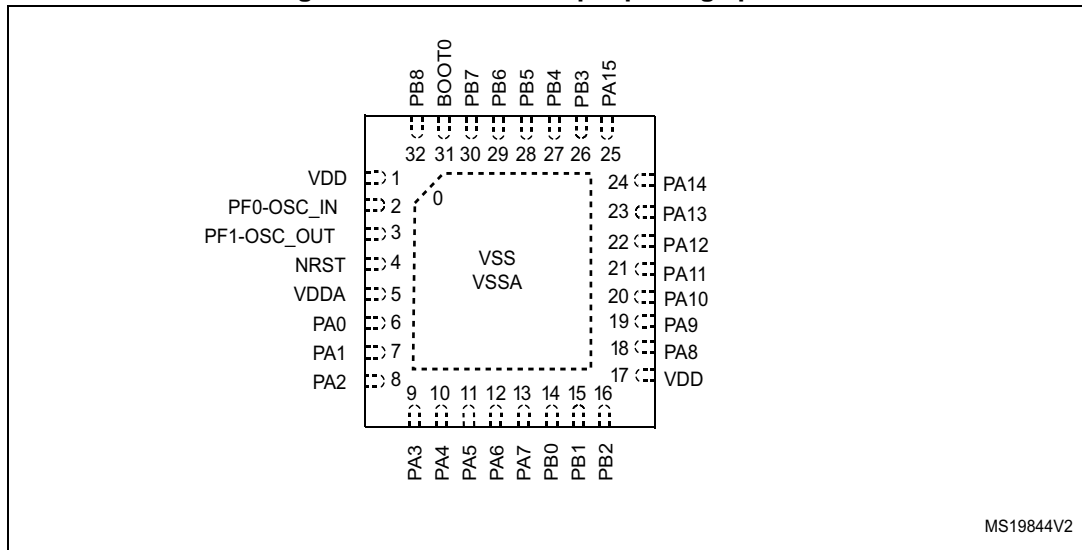 PB8
BOOT0
PB7
PB6
PB5
PB4
PB3
PA15
32 31 30 29 28 27 26 25
VDD 1
PF0-OSC_IN 2
PF1-OSC_OUT 3
NRST 4
VDDA 5
PA0 6
PA1 7
PA2 8
0
VSS
VSSA
24 PA14
23 PA13
22 PA12
21 PA11
20 PA10
19 PA9
18 PA8
17 VDD
9 10 11 12 13 14 15 16
PA3
PA4
PA5
PA6
PA7
PB0
PB1
PB2
MS19844V2